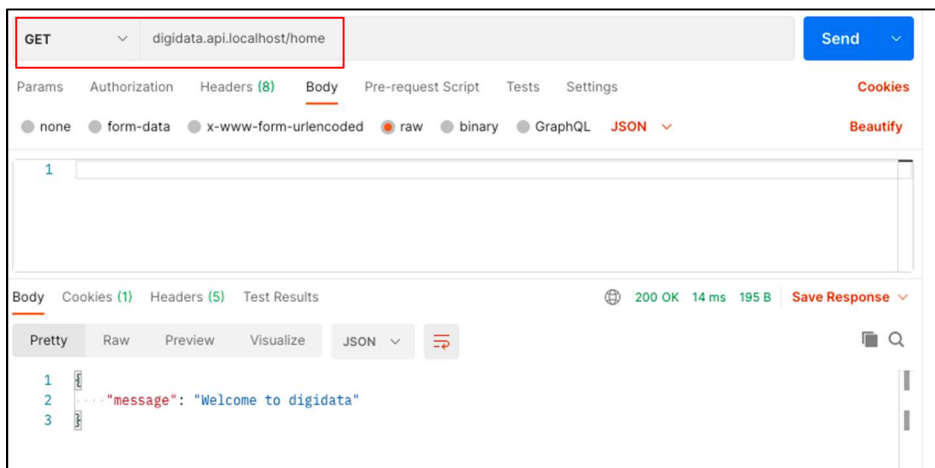 GET digidata.api.localhost/home Send
Params Authorization Headers (8) Body Pre-request Script Tests Settings Cookies
none form-data x-www-form-urlencoded raw binary GraphQL JSON Beautify
1
Body Cookies (1) Headers (5) Test Results 200 OK 14 ms 195 B Save Response
Pretty Raw Preview Visualize JSON
1 {
2 ····"message": "Welcome to digidata"
3 }